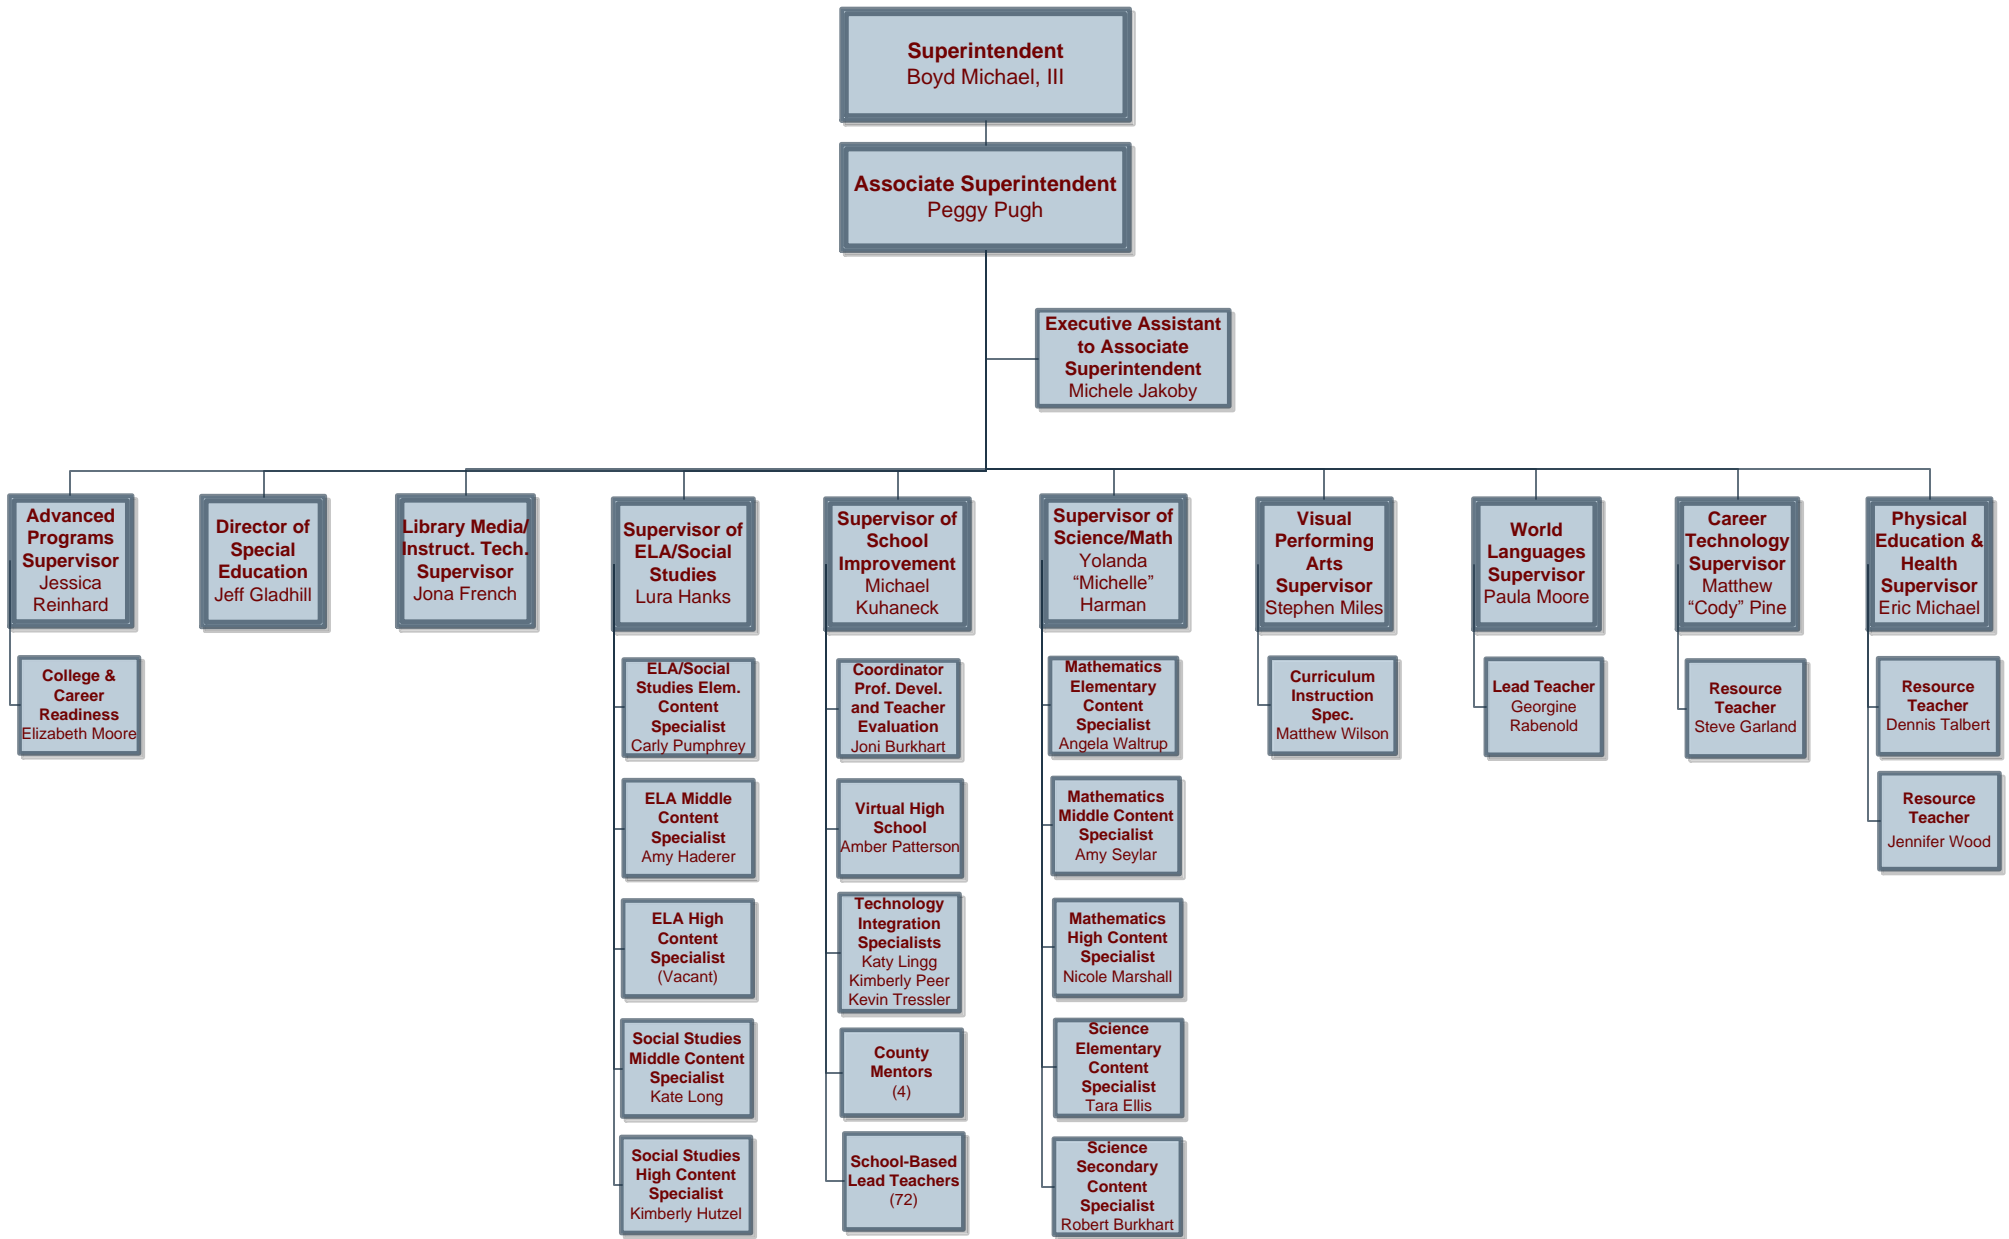 Superintendent
Boyd Michael, III
Associate Superintendent
Peggy Pugh
Executive Assistant
to Associate
Superintendent
Michele Jakoby
Advanced
Programs
Supervisor
Jessica
Reinhard
Director of
Special
Education
Jeff Gladhill
Library Media/
Instruct. Tech.
Supervisor
Jona French
Supervisor of
ELA/Social
Studies
Lura Hanks
Supervisor of
School
Improvement
Michael
Kuhaneck
Supervisor of
Science/Math
Yolanda
“Michelle”
Harman
Visual
Performing
Arts
Supervisor
Stephen Miles
World
Languages
Supervisor
Paula Moore
Career
Technology
Supervisor
Matthew
“Cody” Pine
Physical
Education &
Health
Supervisor
Eric Michael
College &
Career
Readiness
Elizabeth Moore
ELA/Social
Studies Elem.
Content
Specialist
Carly Pumphrey
Coordinator
Prof. Devel.
and Teacher
Evaluation
Joni Burkhart
Mathematics
Elementary
Content
Specialist
Angela Waltrup
Curriculum
Instruction
Spec.
Matthew Wilson
Lead Teacher
Georgine
Rabenold
Resource
Teacher
Steve Garland
Resource
Teacher
Dennis Talbert
ELA Middle
Content
Specialist
Amy Haderer
Virtual High
School
Amber Patterson
Mathematics
Middle Content
Specialist
Amy Seylar
Resource
Teacher
Jennifer Wood
ELA High
Content
Specialist
(Vacant)
Technology
Integration
Specialists
Katy Lingg
Kimberly Peer
Kevin Tressler
Mathematics
High Content
Specialist
Nicole Marshall
Social Studies
Middle Content
Specialist
Kate Long
County
Mentors
(4)
Science
Elementary
Content
Specialist
Tara Ellis
Social Studies
High Content
Specialist
Kimberly Hutzel
School-Based
Lead Teachers
(72)
Science
Secondary
Content
Specialist
Robert Burkhart